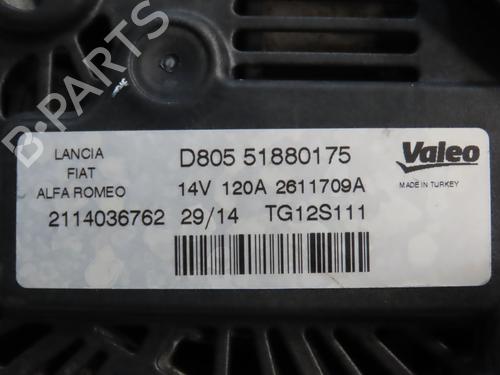 B-PARTS
LANCIA
FIAT
ALFA ROMEO
2114036762
D805 51880175
14V 120A 2611709A
29/14 TG12S111
Valeo
MADE IN TURKEY